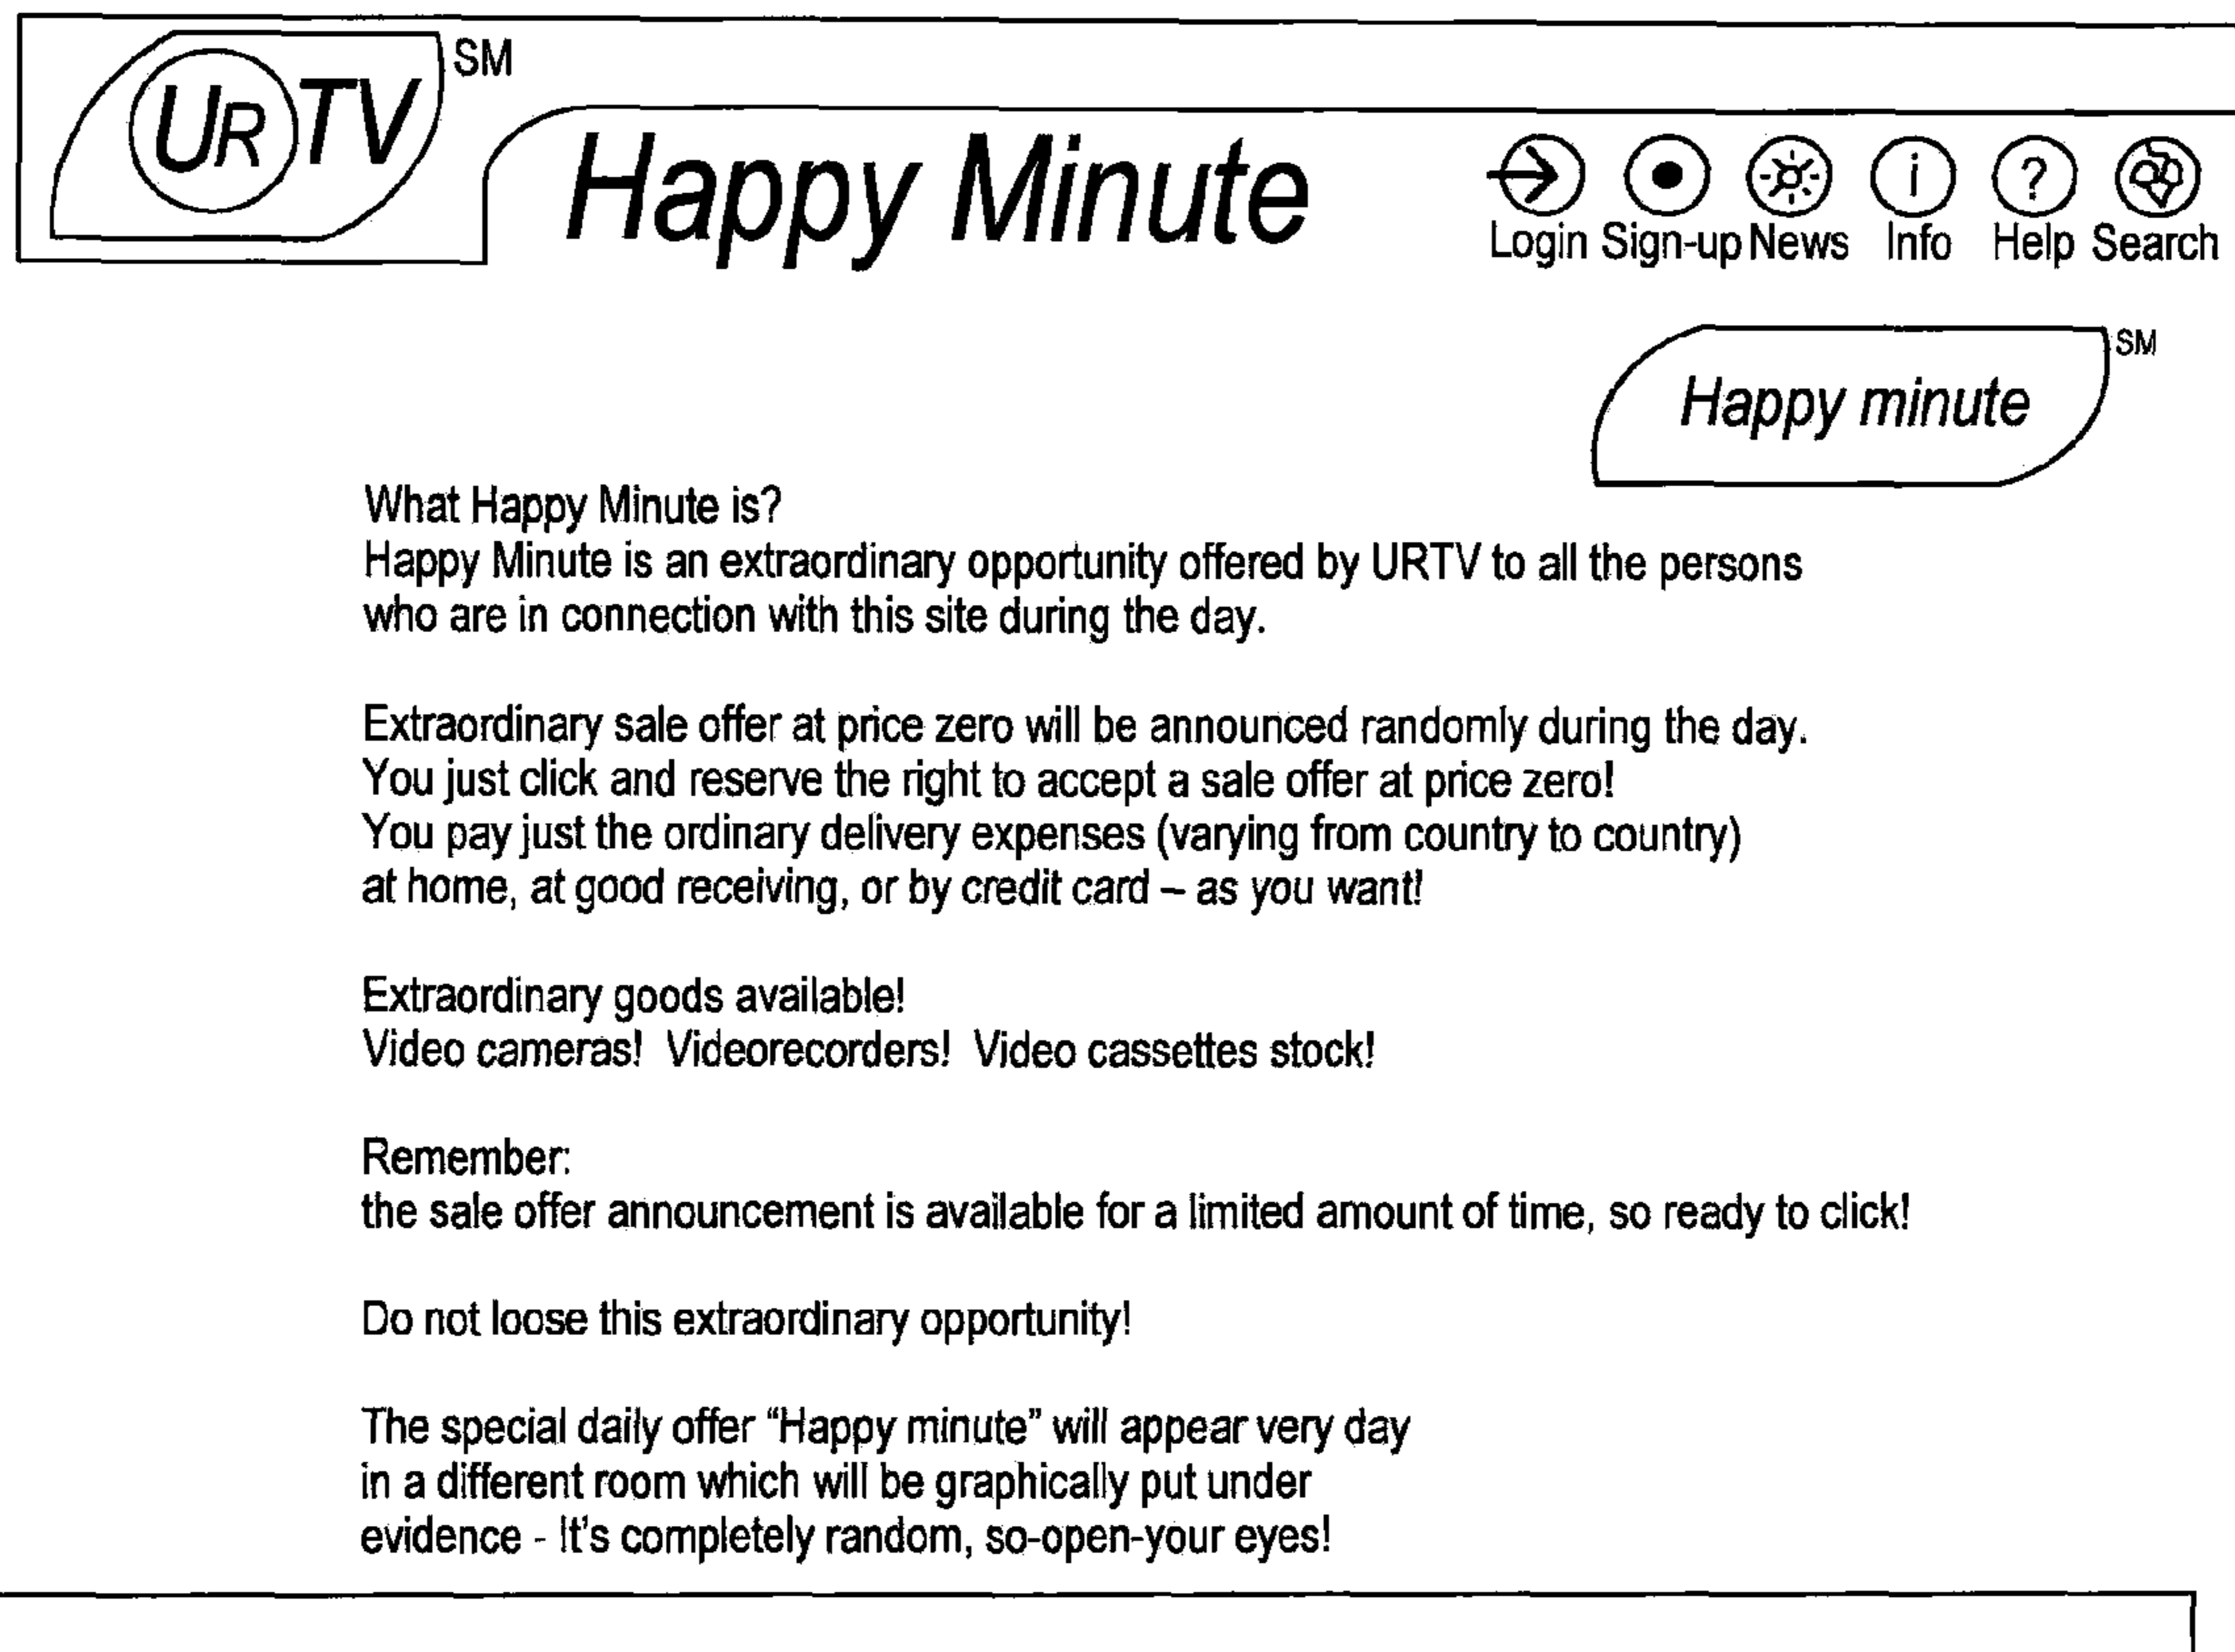 URTV SM
Happy Minute
Login Sign-up News Info Help Search
Happy minute SM
What Happy Minute is?
Happy Minute is an extraordinary opportunity offered by URTV to all the persons
who are in connection with this site during the day.
Extraordinary sale offer at price zero will be announced randomly during the day.
You just click and reserve the right to accept a sale offer at price zero!
You pay just the ordinary delivery expenses (varying from country to country)
at home, at good receiving, or by credit card – as you want!
Extraordinary goods available!
Video cameras! Videorecorders! Video cassettes stock!
Remember:
the sale offer announcement is available for a limited amount of time, so ready to click!
Do not loose this extraordinary opportunity!
The special daily offer “Happy minute” will appear very day
in a different room which will be graphically put under
evidence - It's completely random, so-open-your eyes!